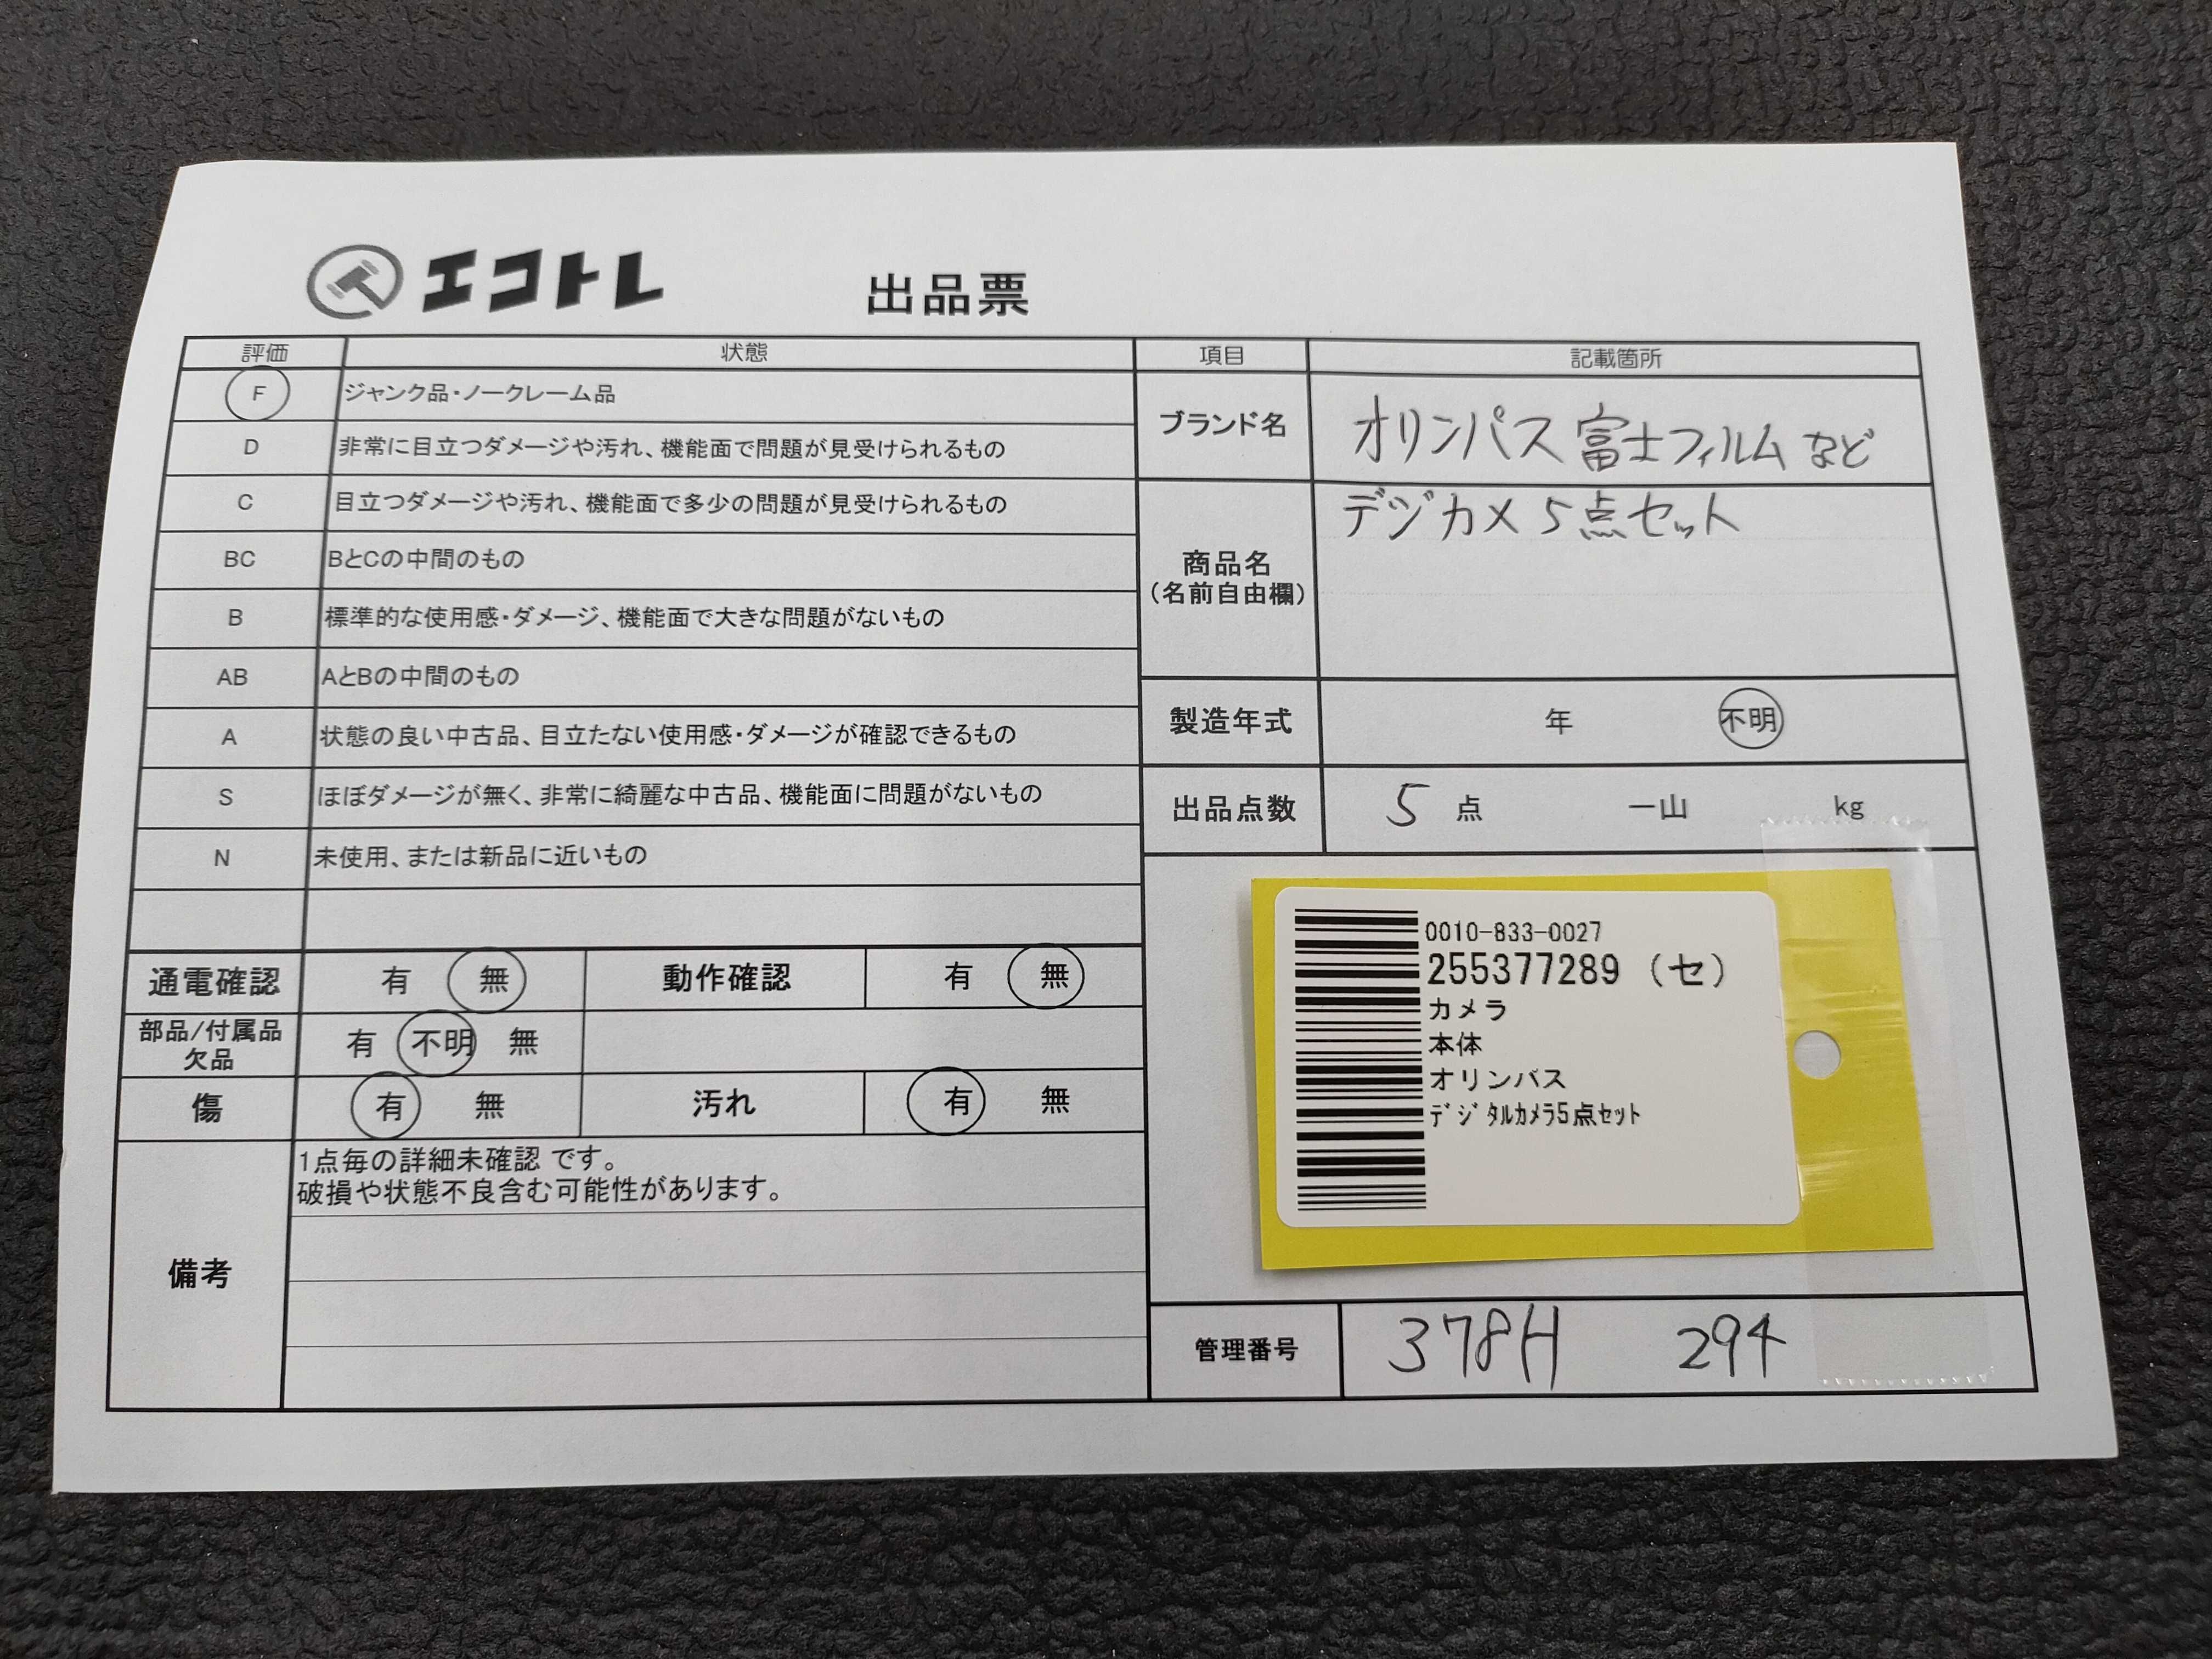 エコトレ 出品票
評価 状態
F ジャンク品・ノークレーム品
D 非常に目立つダメージや汚れ、機能面で問題が見受けられるもの
C 目立つダメージや汚れ、機能面で多少の問題が見受けられるもの
BC BとCの中間のもの
B 標準的な使用感・ダメージ、機能面で大きな問題がないもの
AB AとBの中間のもの
A 状態の良い中古品、目立たない使用感・ダメージが確認できるもの
S ほぼダメージが無く、非常に綺麗な中古品、機能面に問題がないもの
N 未使用、または新品に近いもの
通電確認 有 無 動作確認 有 無
部品/付属品
欠品 有 不明 無
傷 有 無 汚れ 有 無
備考
1点毎の詳細未確認 です。
破損や状態不良含む可能性があります。
項目 記載箇所
ブランド名 オリンパス 富士フィルム など
商品名
(名前自由欄)
デジカメ 5点セット
製造年式 年 不明
出品点数 5 点 一山 kg
0010-833-0027
255377289 (セ)
カメラ
本体
オリンパス
ﾃﾞｼﾞﾀﾙｶﾒﾗ5点ｾｯﾄ
管理番号 378H 294